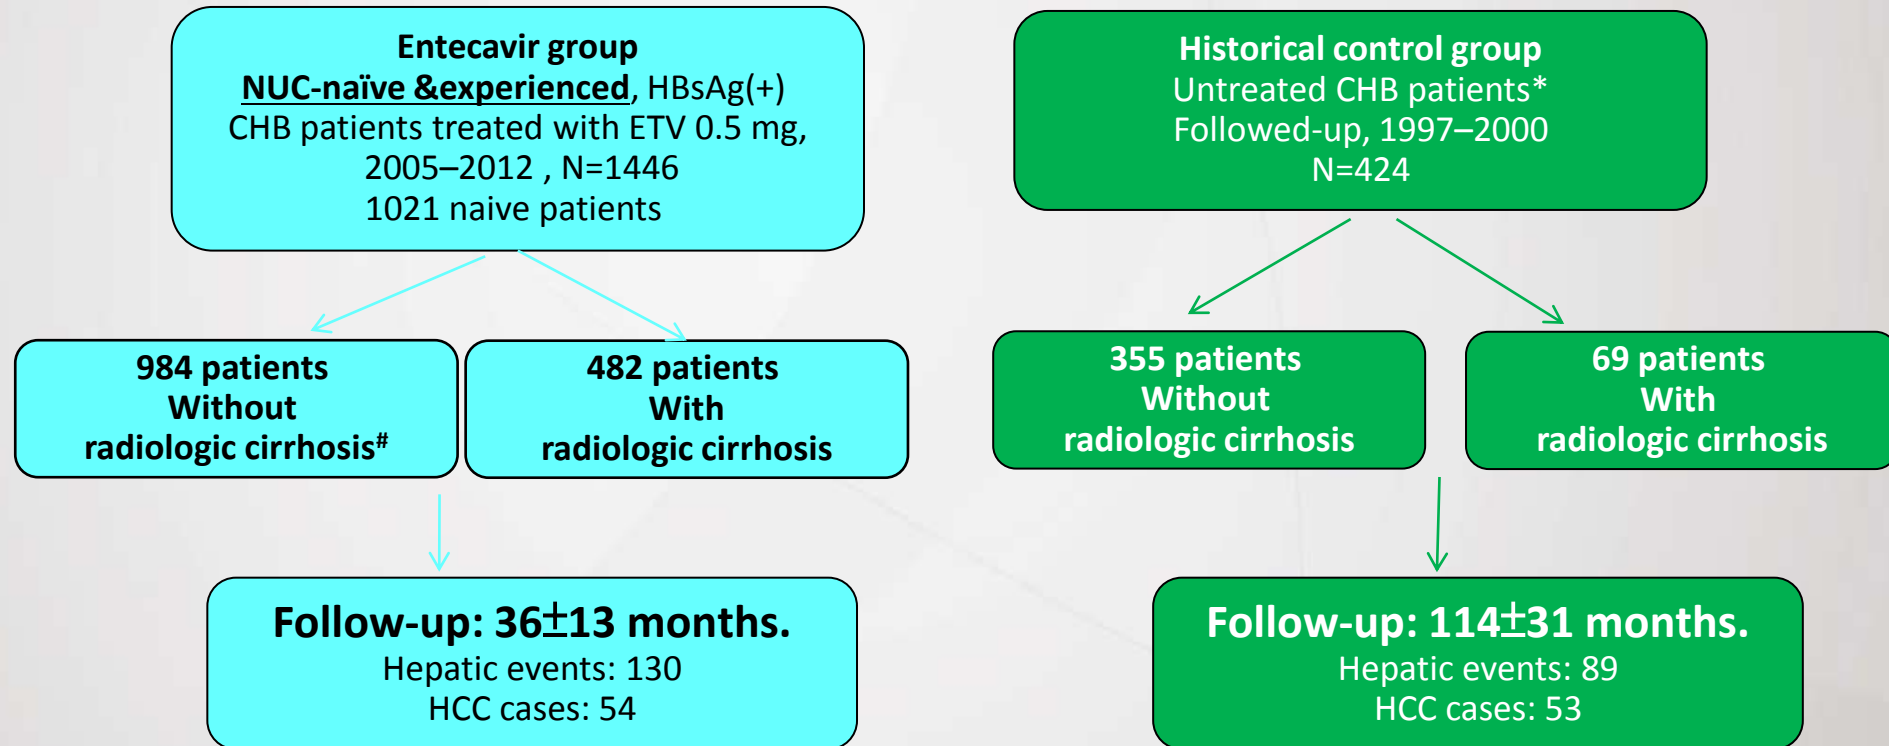 Entecavir group
NUC-naïve &experienced, HBsAg(+)
CHB patients treated with ETV 0.5 mg,
2005–2012 , N=1446
1021 naive patients
Historical control group
Untreated CHB patients*
Followed-up, 1997–2000
N=424
984 patients
Without
radiologic cirrhosis#
482 patients
With
radiologic cirrhosis
355 patients
Without
radiologic cirrhosis
69 patients
With
radiologic cirrhosis
Follow-up: 36±13 months.
Hepatic events: 130
HCC cases: 54
Follow-up: 114±31 months.
Hepatic events: 89
HCC cases: 53